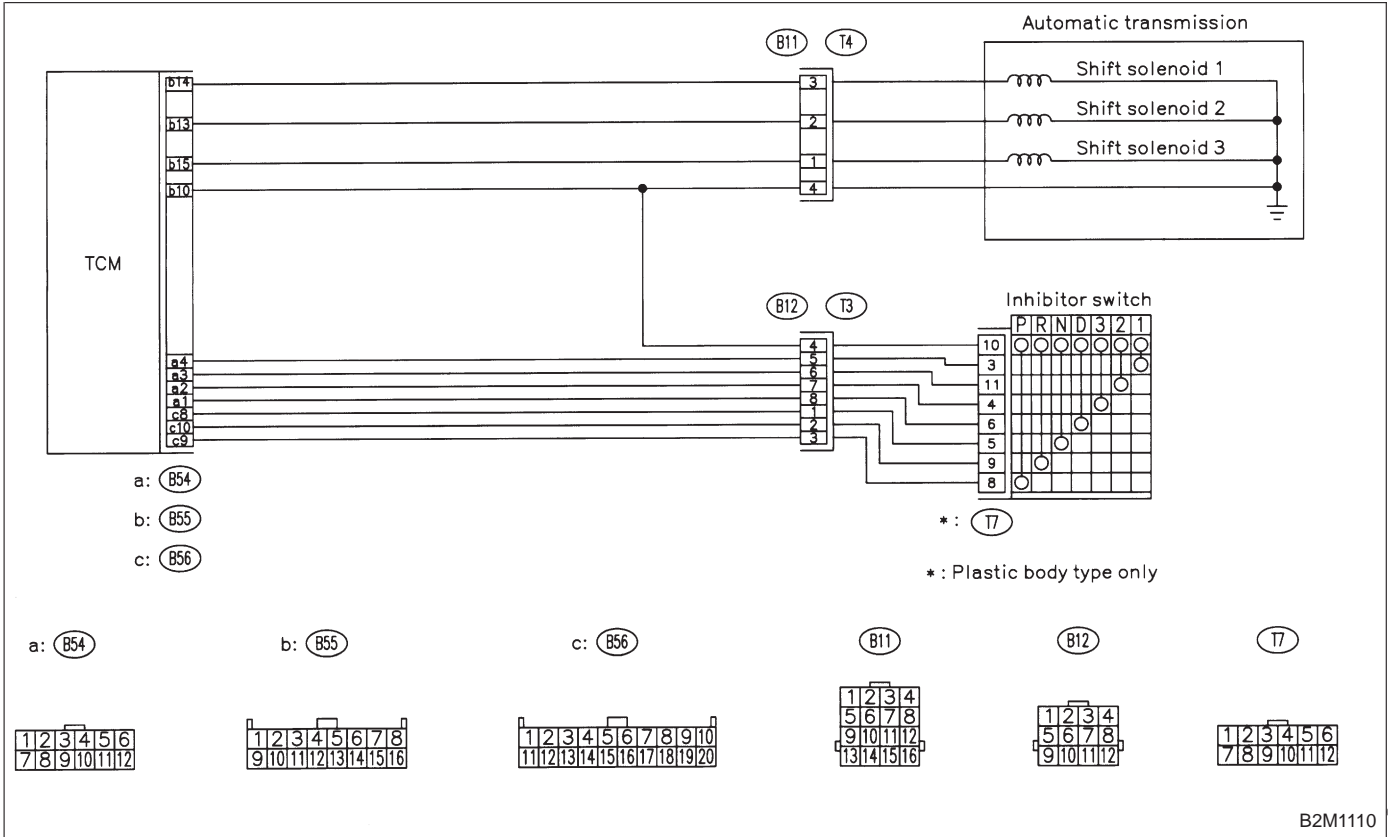 Automatic transmission
B11 T4
b14 3 Shift solenoid 1
b13 2 Shift solenoid 2
b15 1 Shift solenoid 3
b10 4
TCM
B12 T3
Inhibitor switch
P R N D 3 2 1
4 10
a4 5 3
a3 6 11
a2 7 4
a1 8 6
c8 1 5
c10 2 9
c9 3 8
a: B54
b: B55
c: B56
* : T7
* : Plastic body type only
a: B54
1 2 3 4 5 6
7 8 9 10 11 12
b: B55
1 2 3 4 5 6 7 8
9 10 11 12 13 14 15 16
c: B56
1 2 3 4 5 6 7 8 9 10
11 12 13 14 15 16 17 18 19 20
B11
1 2 3 4
5 6 7 8
9 10 11 12
13 14 15 16
B12
1 2 3 4
5 6 7 8
9 10 11 12
T7
1 2 3 4 5 6
7 8 9 10 11 12
B2M1110